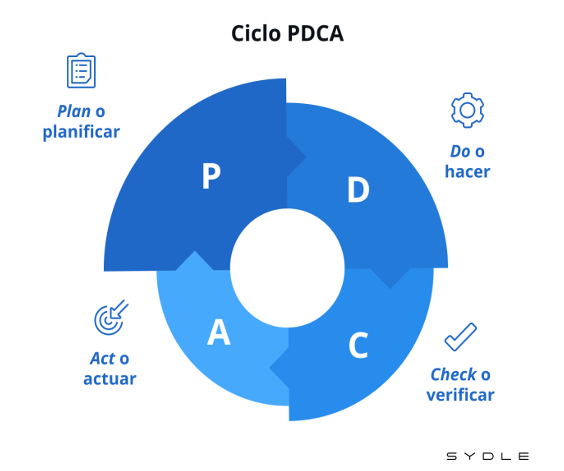 Ciclo PDCA
Plan o
planificar
Do o
hacer
P
D
A
C
Act o
actuar
Check o
verificar
SYDLE